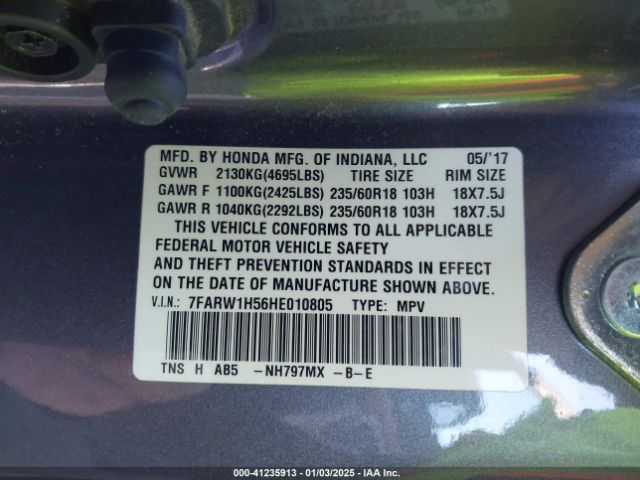 MFD. BY HONDA MFG. OF INDIANA, LLC 05/'17
GVWR 2130KG(4695LBS) TIRE SIZE RIM SIZE
GAWR F 1100KG(2425LBS) 235/60R18 103H 18X7.5J
GAWR R 1040KG(2292LBS) 235/60R18 103H 18X7.5J
THIS VEHICLE CONFORMS TO ALL APPLICABLE
FEDERAL MOTOR VEHICLE SAFETY
AND THEFT PREVENTION STANDARDS IN EFFECT
ON THE DATE OF MANUFACTURE SHOWN ABOVE.
V.I.N.: 7FARW1H56HE010805 TYPE: MPV
TNS H AB5 -NH797MX -B-E
000-41235913 - 01/03/2025 - IAA Inc.